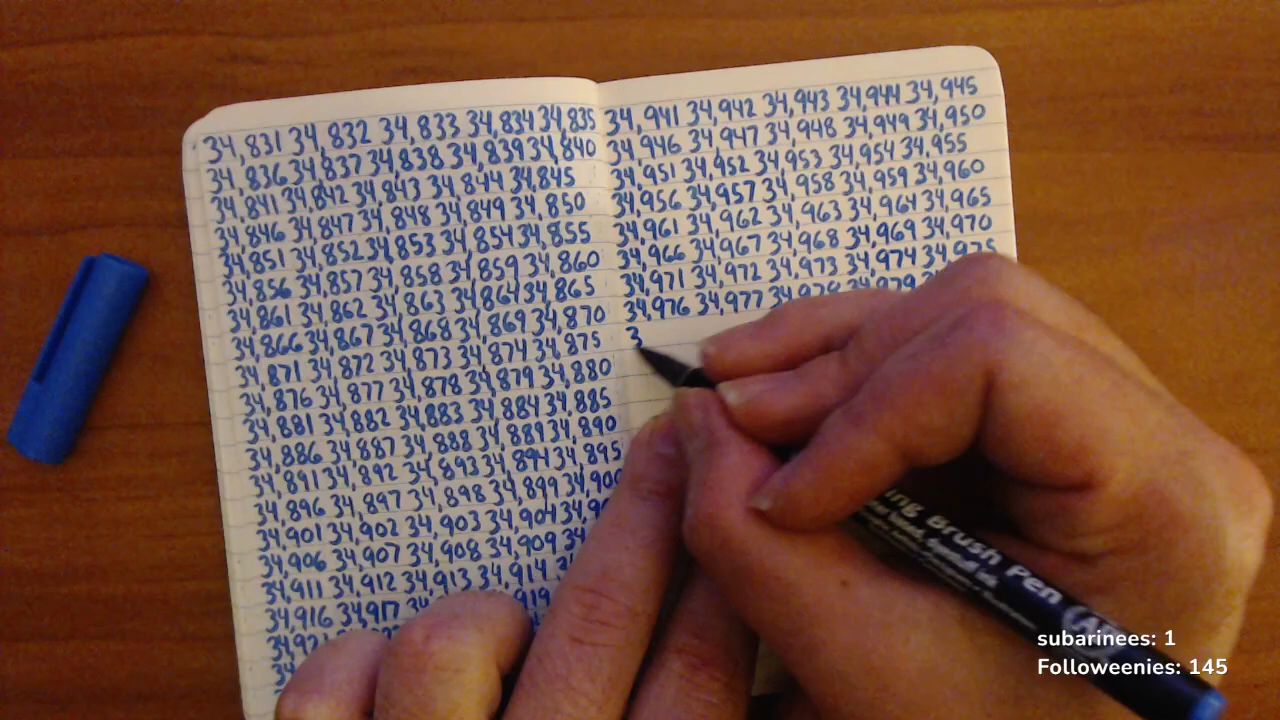 34,831 34,832 34,833 34,834 34,835
34,836 34,837 34,838 34,839 34,840
34,841 34,842 34,843 34,844 34,845
34,846 34,847 34,848 34,849 34,850
34,851 34,852 34,853 34,854 34,855
34,856 34,857 34,858 34,859 34,860
34,861 34,862 34,863 34,864 34,865
34,866 34,867 34,868 34,869 34,870
34,871 34,872 34,873 34,874 34,875
34,876 34,877 34,878 34,879 34,880
34,881 34,882 34,883 34,884 34,885
34,886 34,887 34,888 34,889 34,890
34,891 34,892 34,893 34,894 34,895
34,896 34,897 34,898 34,899 34,900
34,901 34,902 34,903 34,904
34,906 34,907 34,908 34,909
34,911 34,912 34,913 34,914
34,916 34,917
34,941 34,942 34,943 34,944 34,945
34,946 34,947 34,948 34,949 34,950
34,951 34,952 34,953 34,954 34,955
34,956 34,957 34,958 34,959 34,960
34,961 34,962 34,963 34,964 34,965
34,966 34,967 34,968 34,969 34,970
34,971 34,972 34,973 34,974 34,975
34,976 34,977 34,978 34,979
3
Brush Pen
subarinees: 1
Followeenies: 145